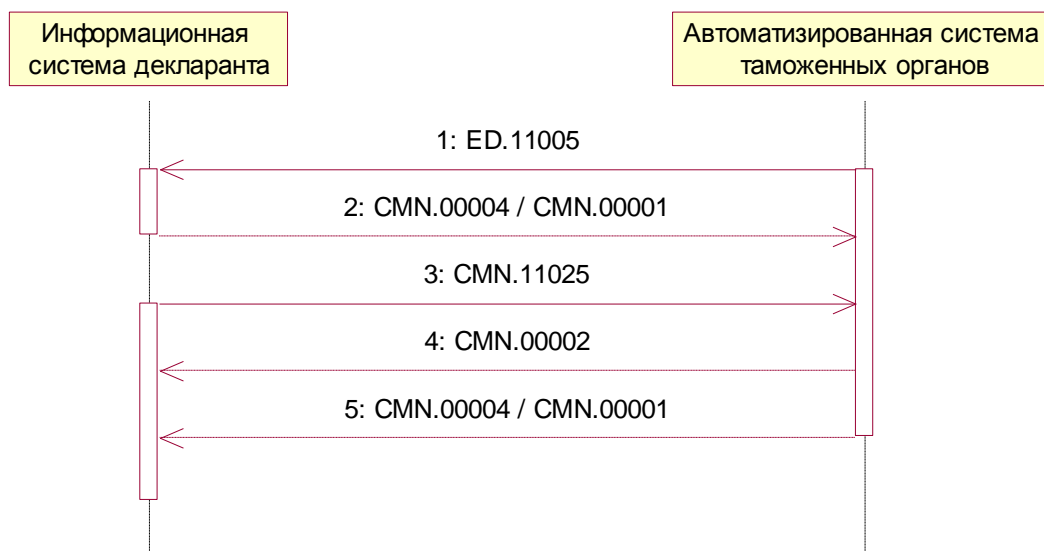 Информационная
система декларанта
Автоматизированная система
таможенных органов
1: ED.11005
2: CMN.00004 / CMN.00001
3: CMN.11025
4: CMN.00002
5: CMN.00004 / CMN.00001